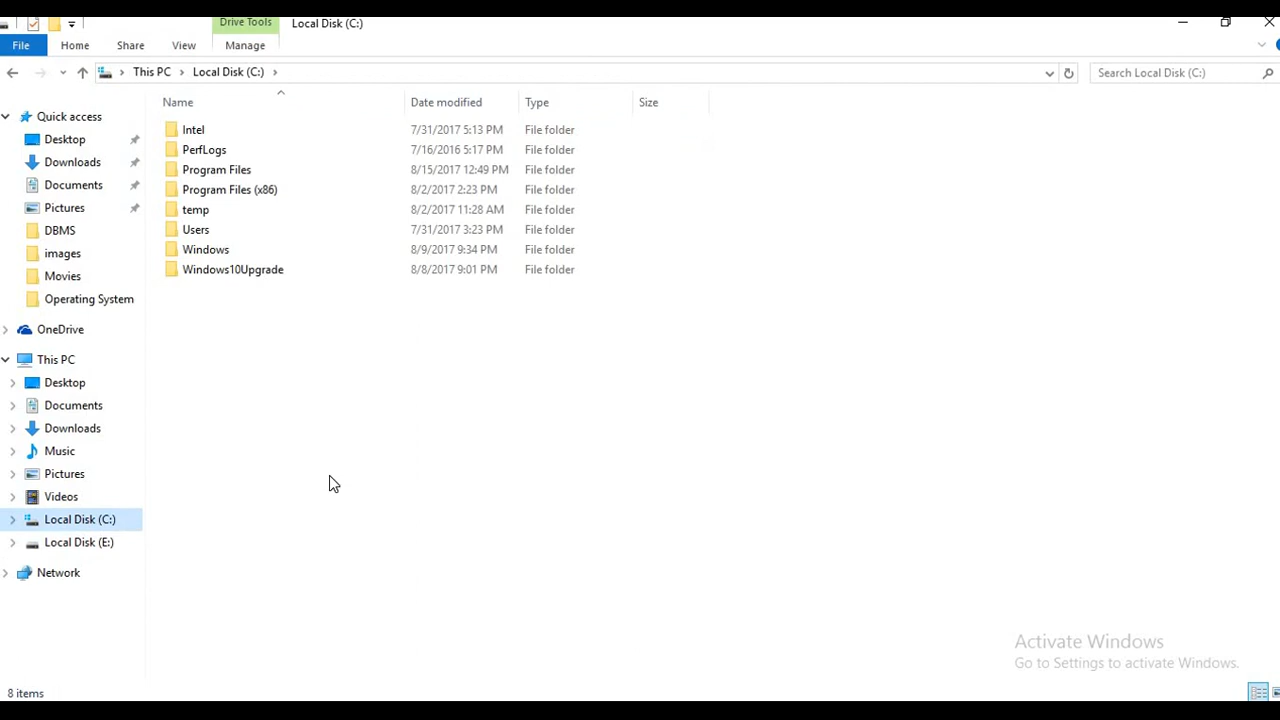 Drive Tools Local Disk (C:)
File Home Share View Manage
This PC Local Disk (C:) Search Local Disk (C:)
Name Date modified Type Size
Quick access
Desktop
Downloads
Documents
Pictures
DBMS
images
Movies
Operating System
OneDrive
This PC
Desktop
Documents
Downloads
Music
Pictures
Videos
Local Disk (C:)
Local Disk (E:)
Network
Intel 7/31/2017 5:13 PM File folder
PerfLogs 7/16/2016 5:17 PM File folder
Program Files 8/15/2017 12:49 PM File folder
Program Files (x86) 8/2/2017 2:23 PM File folder
temp 8/2/2017 11:28 AM File folder
Users 7/31/2017 3:23 PM File folder
Windows 8/9/2017 9:34 PM File folder
Windows10Upgrade 8/8/2017 9:01 PM File folder
Activate Windows
Go to Settings to activate Windows.
8 items